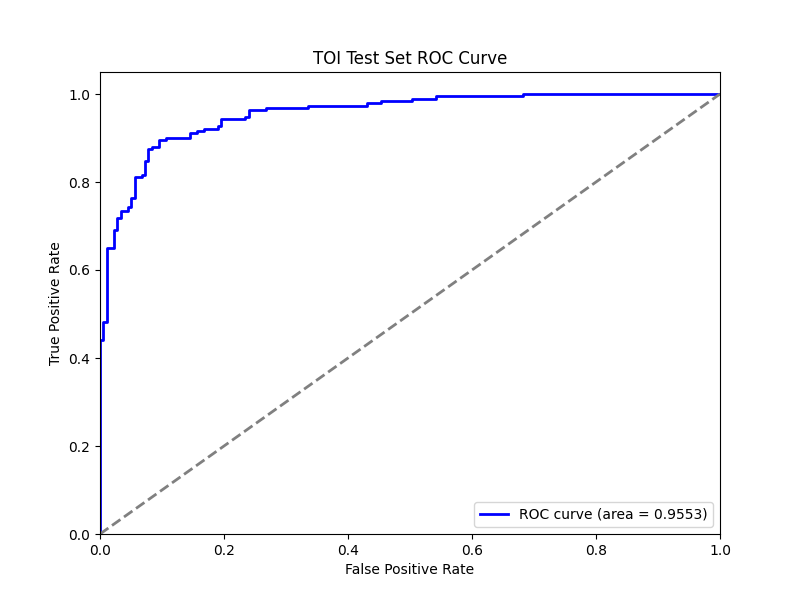 TOI Test Set ROC Curve
True Positive Rate
1.0
0.8
0.6
0.4
0.2
0.0
ROC curve (area = 0.9553)
0.0 0.2 0.4 0.6 0.8 1.0
False Positive Rate